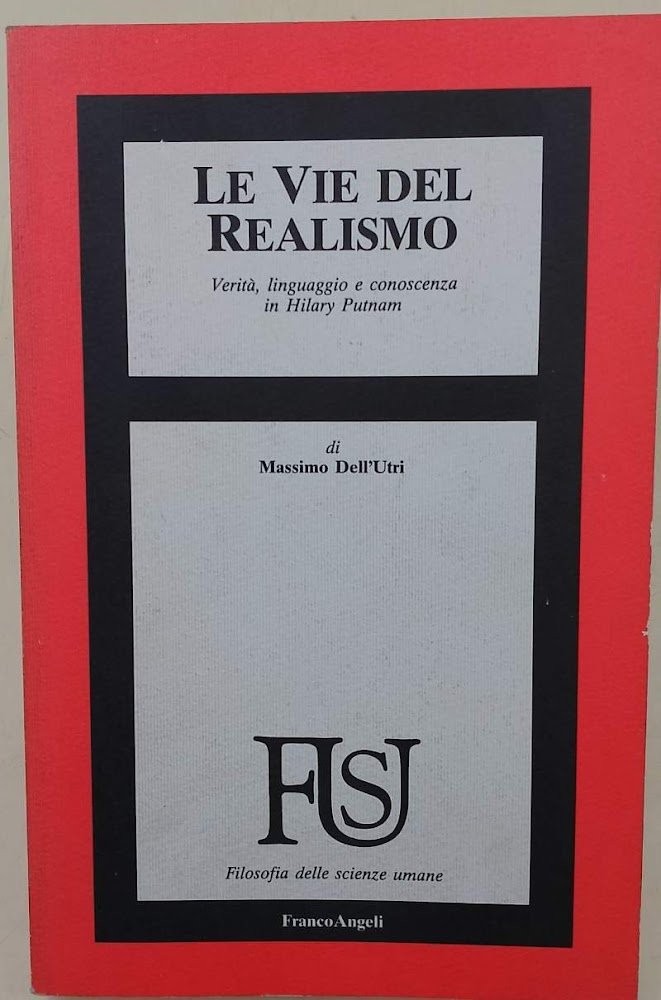 LE VIE DEL
REALISMO
Verità, linguaggio e conoscenza
in Hilary Putnam
di
Massimo Dell'Utri
FSU
Filosofia delle scienze umane
FrancoAngeli